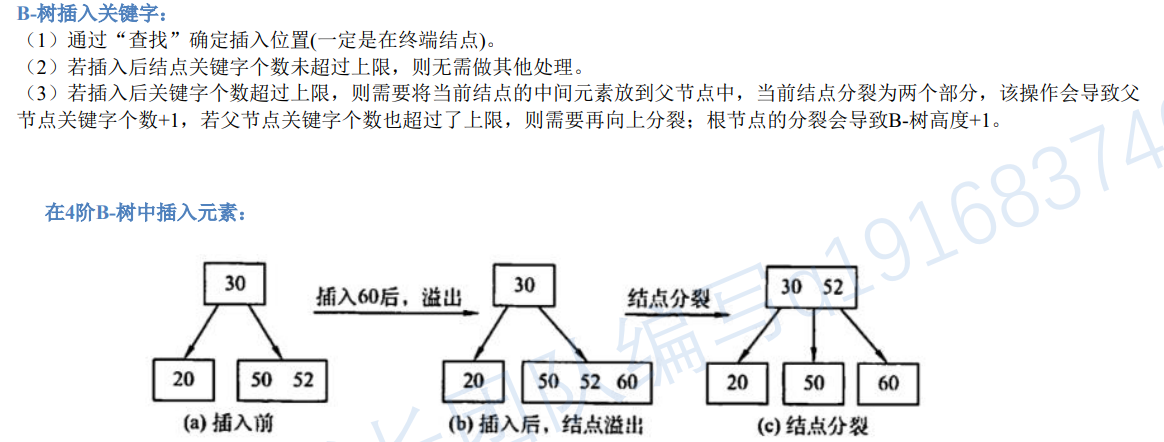 B-树插入关键字：
（1）通过“查找”确定插入位置(一定是在终端结点)。
（2）若插入后结点关键字个数未超过上限，则无需做其他处理。
（3）若插入后关键字个数超过上限，则需要将当前结点的中间元素放到父节点中，当前结点分裂为两个部分，该操作会导致父
节点关键字个数+1，若父节点关键字个数也超过了上限，则需要再向上分裂；根节点的分裂会导致B-树高度+1。
在4阶B-树中插入元素：
30 插入60后，溢出 30 结点分裂 30 52
20 50 52 20 50 52 60 20 50 60
(a) 插入前 (b) 插入后，结点溢出 (c) 结点分裂
长团队编写q19168374